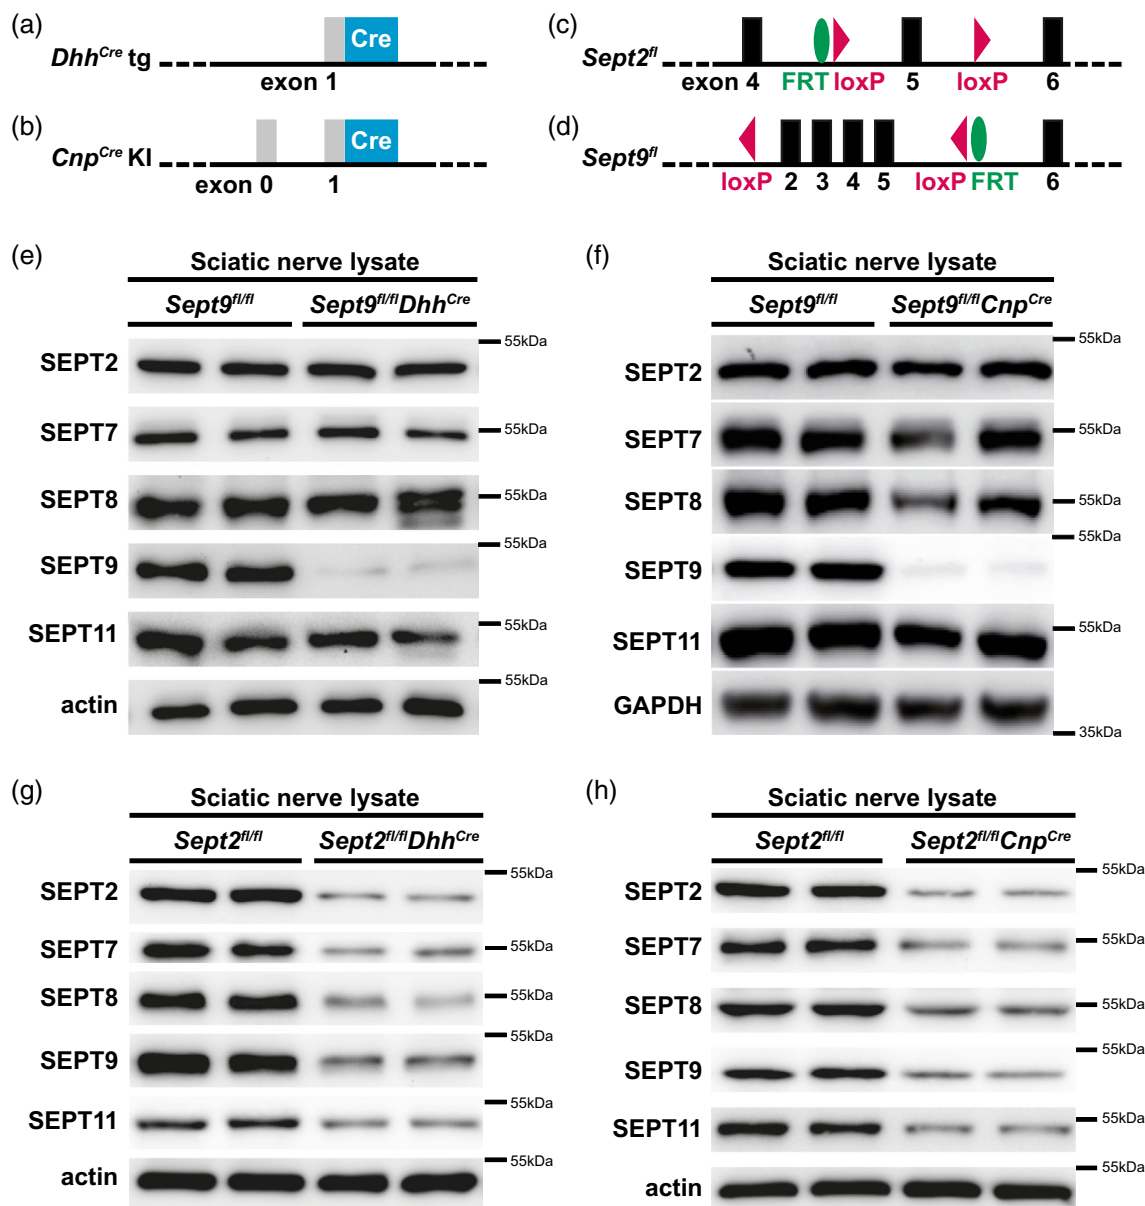 (a)
Cre
Dhh^Cre tg
exon 1
(b)
Cre
Cnp^Cre KI
exon 0 1
(c)
Sept2^fl
exon 4 FRT loxP 5 loxP 6
(d)
Sept9^fl
loxP 2 3 4 5 loxP FRT 6
(e)
Sciatic nerve lysate
Sept9^fl/fl Sept9^fl/fl Dhh^Cre
55kDa
SEPT2
SEPT7 55kDa
SEPT8 55kDa
55kDa
SEPT9
SEPT11 55kDa
55kDa
actin
(f)
Sciatic nerve lysate
Sept9^fl/fl Sept9^fl/fl Cnp^Cre
55kDa
SEPT2
SEPT7 55kDa
SEPT8 55kDa
55kDa
SEPT9
SEPT11 55kDa
GAPDH
35kDa
(g)
Sciatic nerve lysate
Sept2^fl/fl Sept2^fl/fl Dhh^Cre
55kDa
SEPT2
SEPT7 55kDa
SEPT8 55kDa
55kDa
SEPT9
55kDa
SEPT11
55kDa
actin
(h)
Sciatic nerve lysate
Sept2^fl/fl Sept2^fl/fl Cnp^Cre
55kDa
SEPT2
SEPT7 55kDa
SEPT8 55kDa
55kDa
SEPT9
SEPT11 55kDa
55kDa
actin